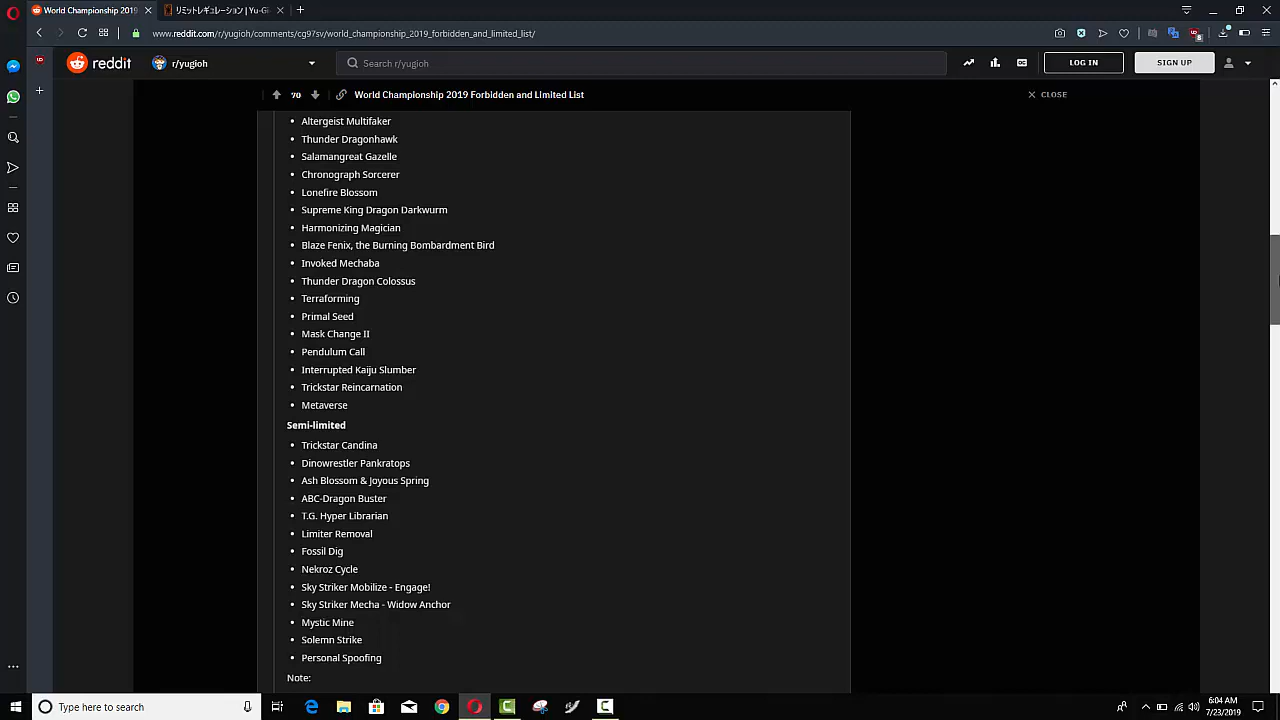 World Championship 2019
リミットレギュレーション | Yu-Gi
www.reddit.com/r/yugioh/comments/cg97sv/world_championship_2019_forbidden_and_limited_list/
reddit
r/yugioh
Search r/yugioh
LOG IN
SIGN UP
70
World Championship 2019 Forbidden and Limited List
CLOSE
Altergeist Multifaker
Thunder Dragonhawk
Salamangreat Gazelle
Chronograph Sorcerer
Lonefire Blossom
Supreme King Dragon Darkwurm
Harmonizing Magician
Blaze Fenix, the Burning Bombardment Bird
Invoked Mechaba
Thunder Dragon Colossus
Terraforming
Primal Seed
Mask Change II
Pendulum Call
Interrupted Kaiju Slumber
Trickstar Reincarnation
Metaverse
Semi-limited
Trickstar Candina
Dinowrestler Pankratops
Ash Blossom & Joyous Spring
ABC-Dragon Buster
T.G. Hyper Librarian
Limiter Removal
Fossil Dig
Nekroz Cycle
Sky Striker Mobilize - Engage!
Sky Striker Mecha - Widow Anchor
Mystic Mine
Solemn Strike
Personal Spoofing
Note:
Type here to search
6:04 AM
7/23/2019